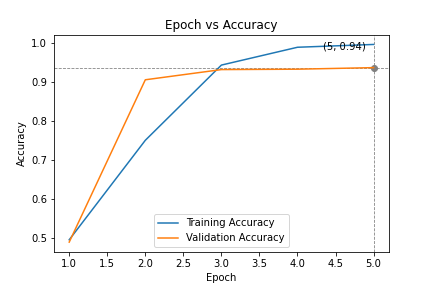 Epoch vs Accuracy
1.0
(5, 0.94)
0.9
0.8
0.7
0.6
0.5
Accuracy
Training Accuracy
Validation Accuracy
1.0 1.5 2.0 2.5 3.0 3.5 4.0 4.5 5.0
Epoch